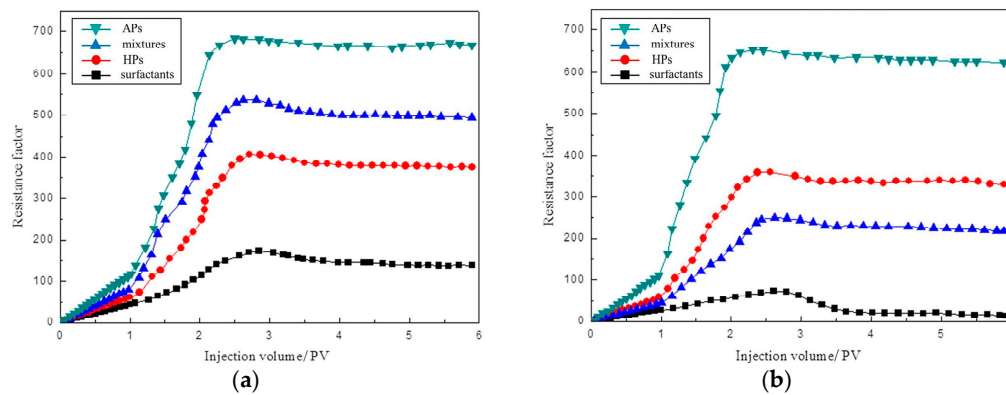 APs
mixtures
HPs
surfactants
700
650
600
500
400
300
200
100
0
Resistance factor
0 1 2 3 4 5 6
Injection volume/PV
(a)
APs
mixtures
HPs
surfactants
700
600
500
400
300
200
100
0
Resistance factor
0 1 2 3 4 5
Injection volume/PV
(b)